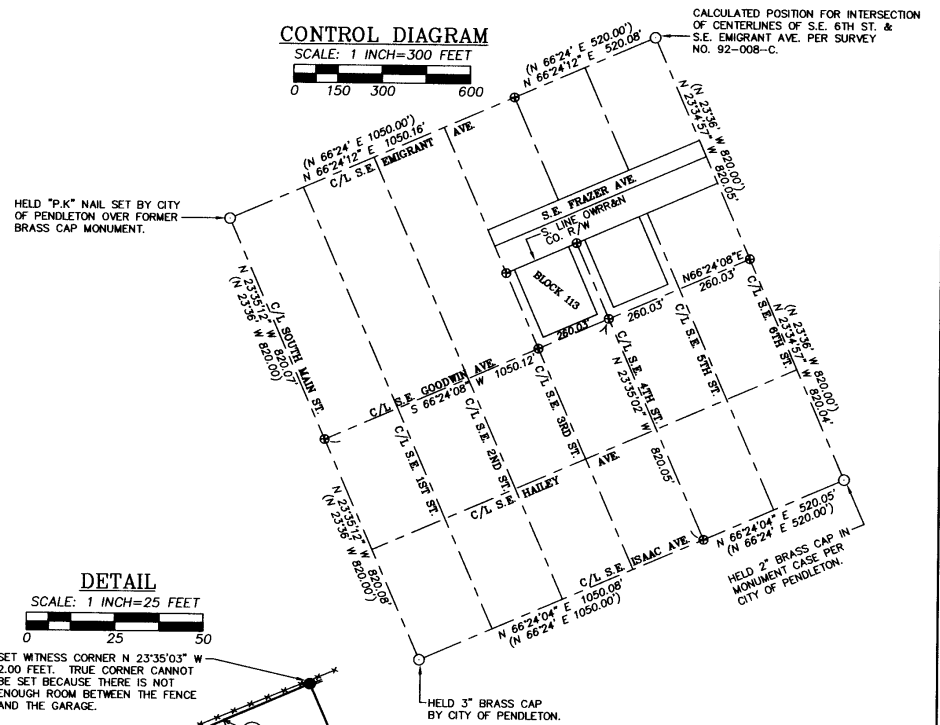 CONTROL DIAGRAM
SCALE: 1 INCH=300 FEET
0 150 300 600
CALCULATED POSITION FOR INTERSECTION
OF CENTERLINES OF S.E. 6TH ST. &
S.E. EMIGRANT AVE. PER SURVEY
NO. 92-008-C.
(N 66°24' E 520.00')
N 66°24'12" E 520.08'
(N 66°24' E 1050.00')
N 66°24'12" E 1050.16'
C/L S.E. EMIGRANT AVE.
(N 23°36' W 820.00')
N 23°34'57" W 820.05'
HELD "P.K" NAIL SET BY CITY
OF PENDLETON OVER FORMER
BRASS CAP MONUMENT.
S.E. FRAZER AVE.
S. LINE OWRR&N
CO. R/W
BLOCK 113
N66°24'08"E
260.03'
260.03'
260.03'
C/L SOUTH MAIN ST.
N 23°35'12" W 820.07'
(N 23°36' W 820.00')
C/L S.E. GOODWIN AVE.
S 66°24'08" W 1050.12'
C/L S.E. 1ST ST.
C/L S.E. 2ND ST.
C/L S.E. 3RD ST.
C/L S.E. 4TH ST.
N 23°35'02" W 820.05'
C/L S.E. 5TH ST.
C/L S.E. 6TH ST.
(N 23°36' W 820.00')
N 23°34'57" W 820.04'
C/L S.E. HAILEY AVE.
N 23°35'12" W 820.08'
(N 23°36' W 820.00')
C/L S.E. ISAAC AVE.
N 66°24'04" E 520.05'
(N 66°24' E 520.00')
N 66°24'04" E 1050.08'
(N 66°24' E 1050.00')
HELD 2" BRASS CAP IN
MONUMENT CASE PER
CITY OF PENDLETON.
HELD 3" BRASS CAP
BY CITY OF PENDLETON.
DETAIL
SCALE: 1 INCH=25 FEET
0 25 50
SET WITNESS CORNER N 23°35'03" W
2.00 FEET. TRUE CORNER CANNOT
BE SET BECAUSE THERE IS NOT
ENOUGH ROOM BETWEEN THE FENCE
AND THE GARAGE.